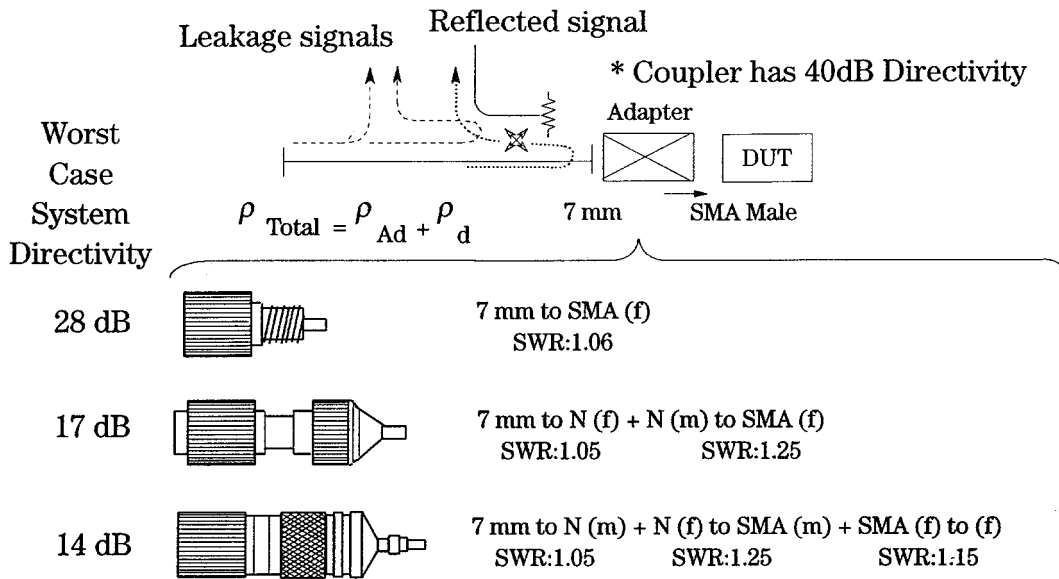 Leakage signals
Reflected signal
* Coupler has 40dB Directivity
Adapter
DUT
Worst
Case
System
Directivity
ρ Total = ρ Ad + ρ d
7 mm
SMA Male
28 dB
7 mm to SMA (f)
SWR:1.06
17 dB
7 mm to N (f) + N (m) to SMA (f)
SWR:1.05 SWR:1.25
14 dB
7 mm to N (m) + N (f) to SMA (m) + SMA (f) to (f)
SWR:1.05 SWR:1.25 SWR:1.15